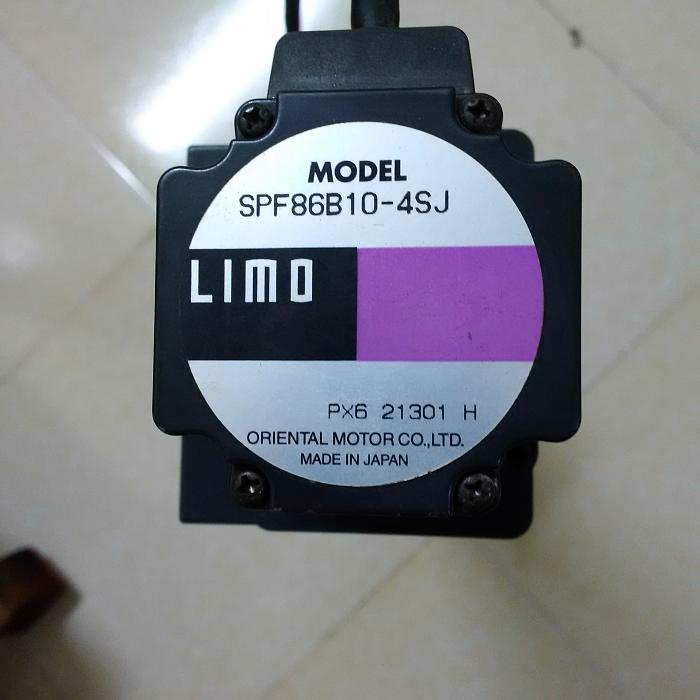 MODEL
SPF86B10-4SJ
LIMO
PX6 21301 H
ORIENTAL MOTOR CO.,LTD.
MADE IN JAPAN